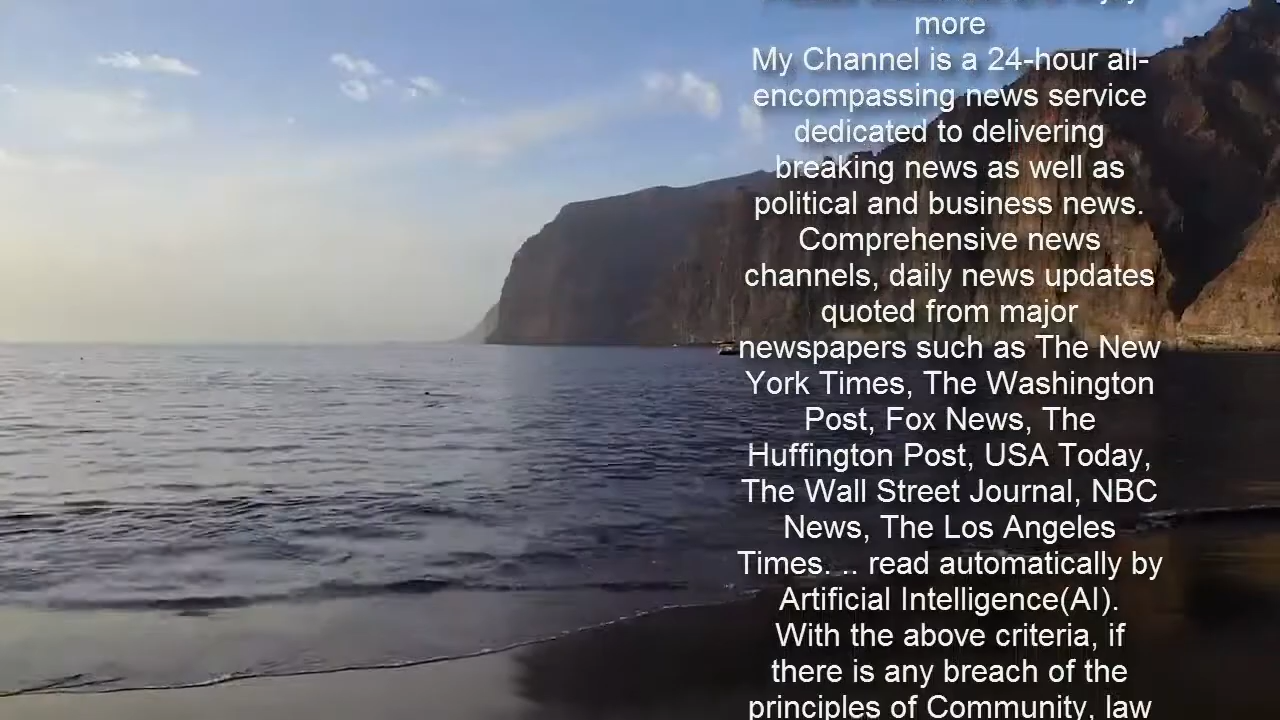 more
My Channel is a 24-hour all-
encompassing news service
dedicated to delivering
breaking news as well as
political and business news.
Comprehensive news
channels, daily news updates
quoted from major
newspapers such as The New
York Times, The Washington
Post, Fox News, The
Huffington Post, USA Today,
The Wall Street Journal, NBC
News, The Los Angeles
Times. .. read automatically by
Artificial Intelligence(AI).
With the above criteria, if
there is any breach of the
principles of Community, law